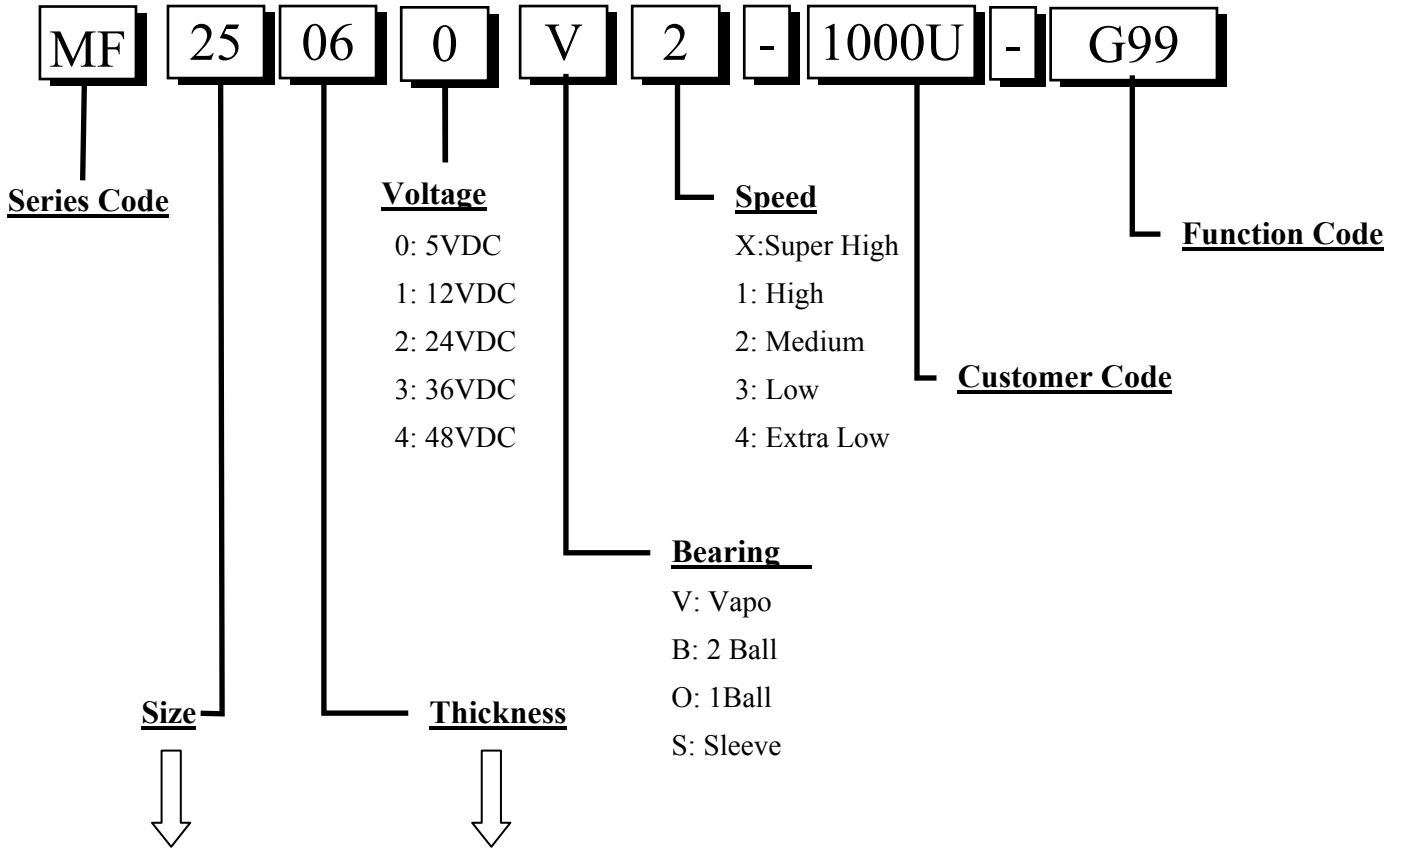 MF 25 06 0 V 2 - 1000U - G99
Series Code
Voltage
0: 5VDC
1: 12VDC
2: 24VDC
3: 36VDC
4: 48VDC
Speed
X:Super High
1: High
2: Medium
3: Low
4: Extra Low
Function Code
Customer Code
Bearing
V: Vapo
B: 2 Ball
O: 1Ball
S: Sleeve
Size
Thickness